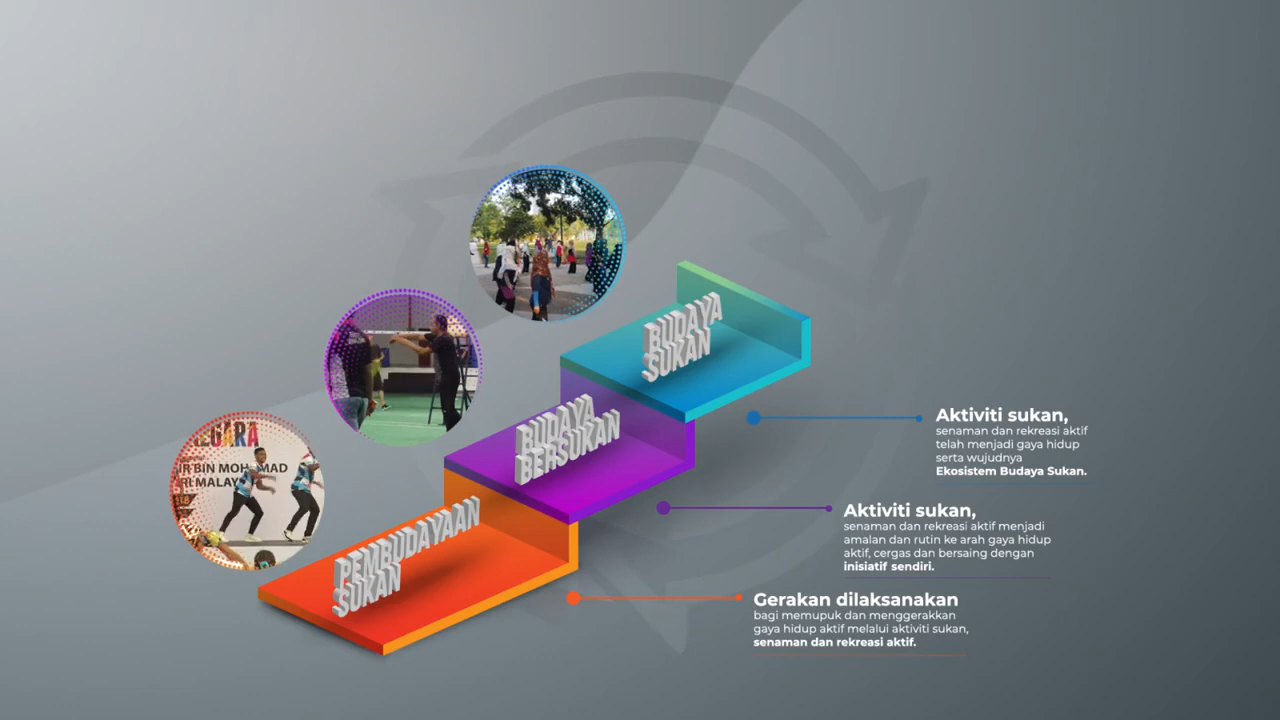 BUDAYA
SUKAN
BUDAYA
BERSUKAN
PEMBUDAYAAN
SUKAN
Aktiviti sukan,
senaman dan rekreasi aktif
telah menjadi gaya hidup
serta wujudnya
Ekosistem Budaya Sukan.
Aktiviti sukan,
senaman dan rekreasi aktif menjadi
amalan dan rutin ke arah gaya hidup
aktif, cergas dan bersaing dengan
inisiatif sendiri.
Gerakan dilaksanakan
bagi memupuk dan menggerakkan
gaya hidup aktif melalui aktiviti sukan,
senaman dan rekreasi aktif.